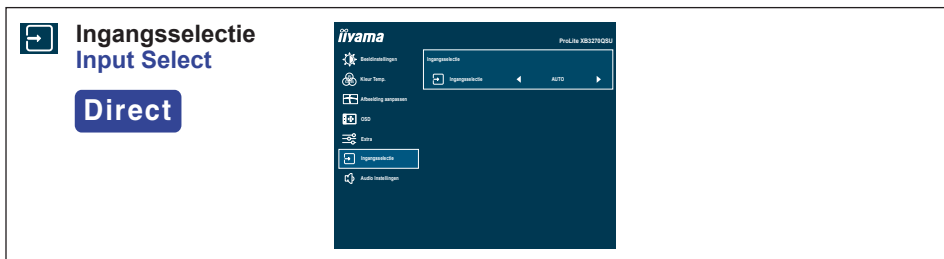 Ingangsselectie
Input Select
Direct
iiyama
ProLite XB3270QSU
Beeldinstellingen
Ingangsselectie
Kleur Temp.
Ingangsselectie
AUTO
Afbeelding aanpassen
OSD
Extra
Ingangsselectie
Audio Instellingen